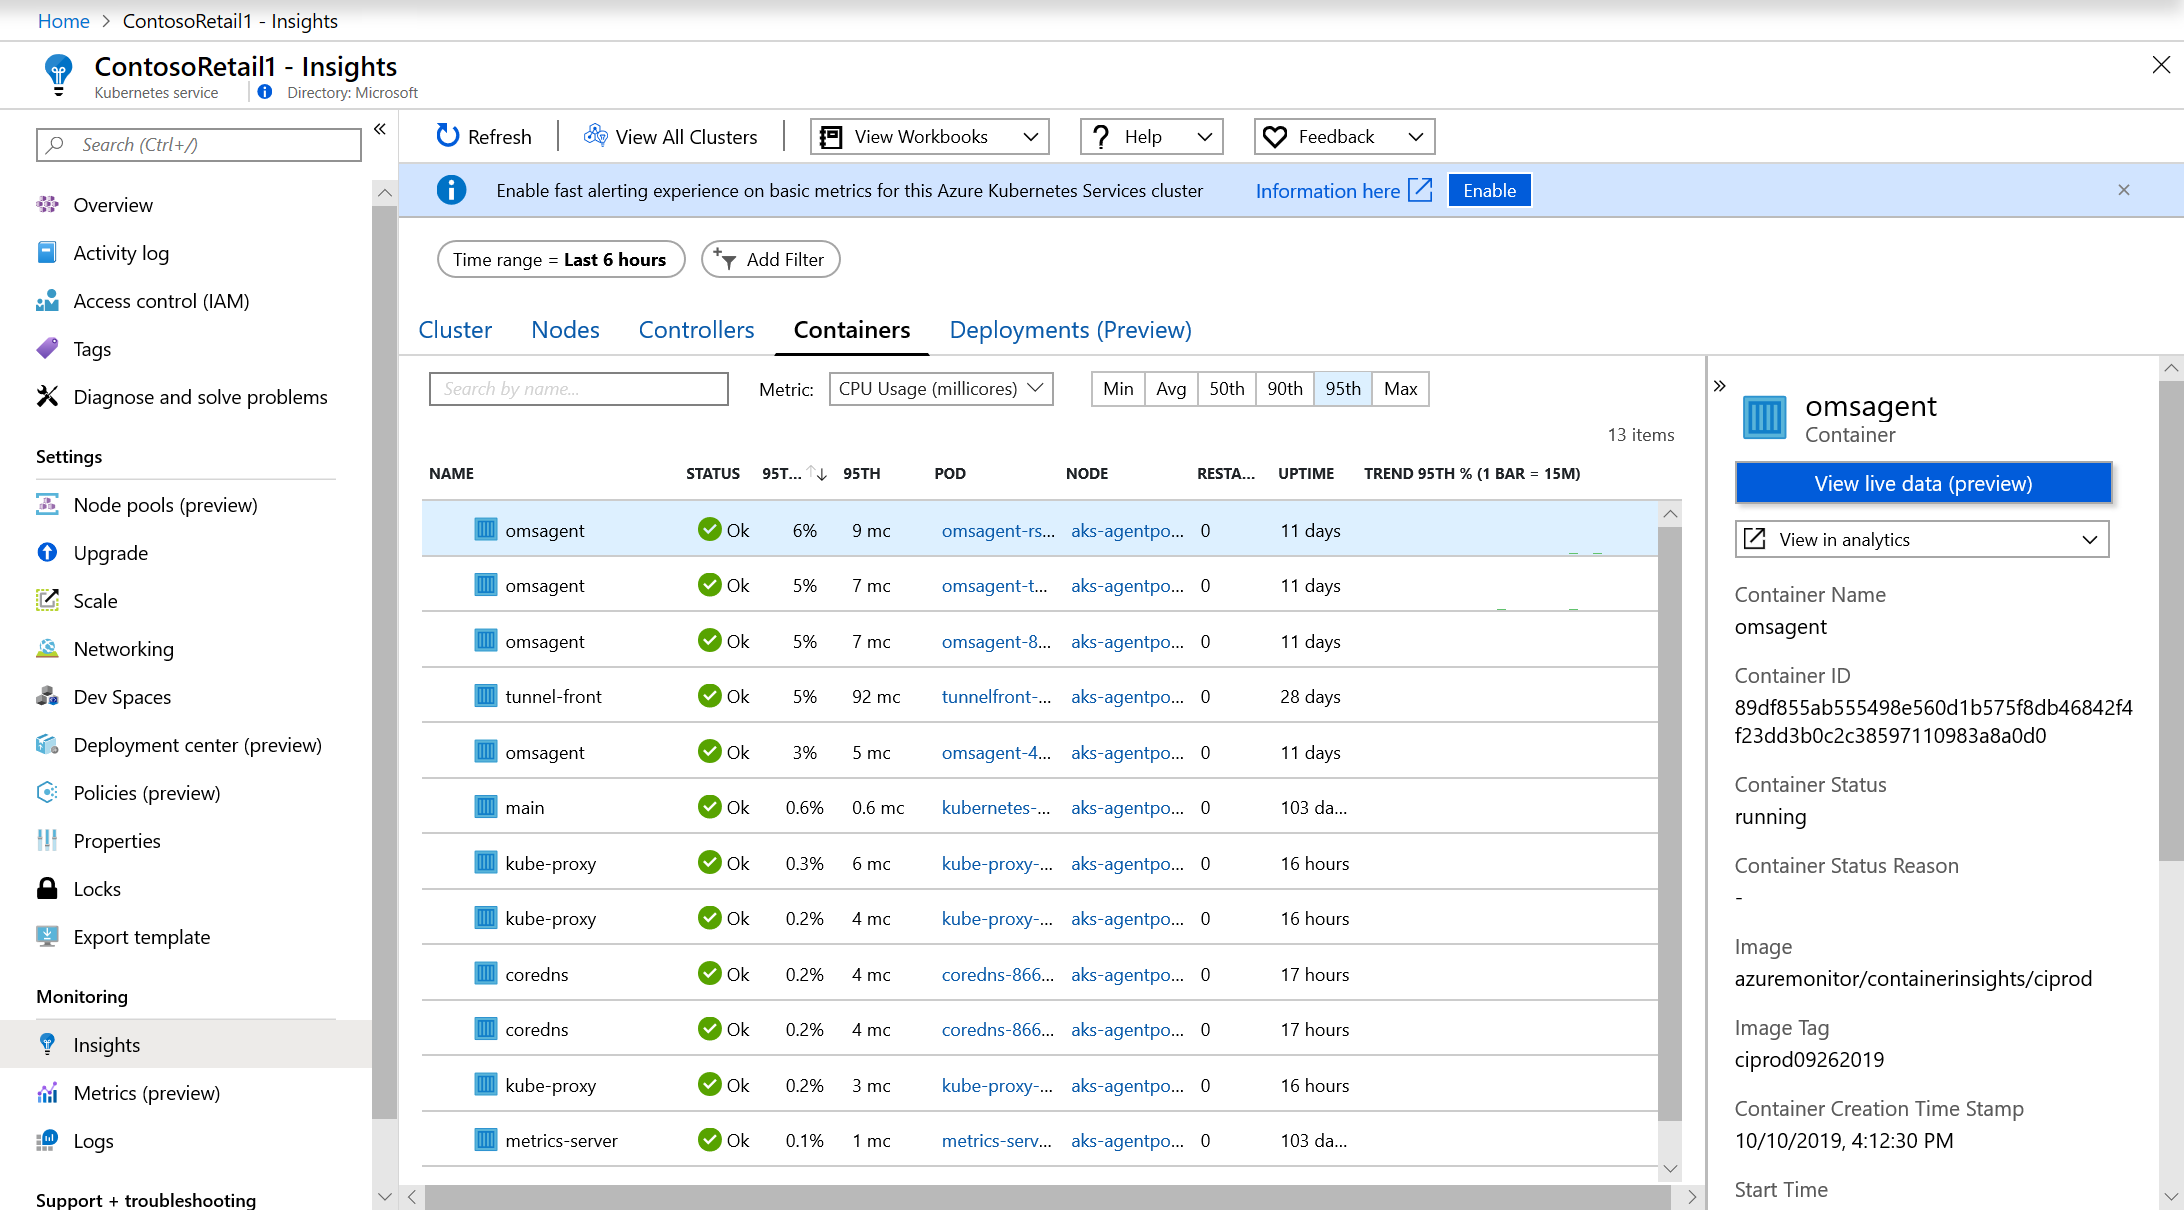 Home > ContosoRetail1 - Insights
ContosoRetail1 - Insights
Kubernetes service
Directory: Microsoft
Search (Ctrl+/)
Overview
Activity log
Access control (IAM)
Tags
Diagnose and solve problems
Settings
Node pools (preview)
Upgrade
Scale
Networking
Dev Spaces
Deployment center (preview)
Policies (preview)
Properties
Locks
Export template
Monitoring
Insights
Metrics (preview)
Logs
Support + troubleshooting
Refresh
View All Clusters
View Workbooks
Help
Feedback
Enable fast alerting experience on basic metrics for this Azure Kubernetes Services cluster
Information here
Enable
Time range = Last 6 hours
Add Filter
Cluster
Nodes
Controllers
Containers
Deployments (Preview)
Search by name...
Metric:
CPU Usage (millicores)
Min
Avg
50th
90th
95th
Max
13 items
NAME STATUS 95T... 95TH POD NODE RESTA... UPTIME TREND 95TH % (1 BAR = 15M)
omsagent Ok 6% 9 mc omsagent-rs... aks-agentpo... 0 11 days
omsagent Ok 5% 7 mc omsagent-t... aks-agentpo... 0 11 days
omsagent Ok 5% 7 mc omsagent-8... aks-agentpo... 0 11 days
tunnel-front Ok 5% 92 mc tunnelfront-... aks-agentpo... 0 28 days
omsagent Ok 3% 5 mc omsagent-4... aks-agentpo... 0 11 days
main Ok 0.6% 0.6 mc kubernetes-... aks-agentpo... 0 103 da...
kube-proxy Ok 0.3% 6 mc kube-proxy-... aks-agentpo... 0 16 hours
kube-proxy Ok 0.2% 4 mc kube-proxy-... aks-agentpo... 0 16 hours
coredns Ok 0.2% 4 mc coredns-866... aks-agentpo... 0 17 hours
coredns Ok 0.2% 4 mc coredns-866... aks-agentpo... 0 17 hours
kube-proxy Ok 0.2% 3 mc kube-proxy-... aks-agentpo... 0 16 hours
metrics-server Ok 0.1% 1 mc metrics-serv... aks-agentpo... 0 103 da...
omsagent
Container
View live data (preview)
View in analytics
Container Name
omsagent
Container ID
89df855ab555498e560d1b575f8db46842f4
f23dd3b0c2c38597110983a8a0d0
Container Status
running
Container Status Reason
-
Image
azuremonitor/containerinsights/ciprod
Image Tag
ciprod09262019
Container Creation Time Stamp
10/10/2019, 4:12:30 PM
Start Time